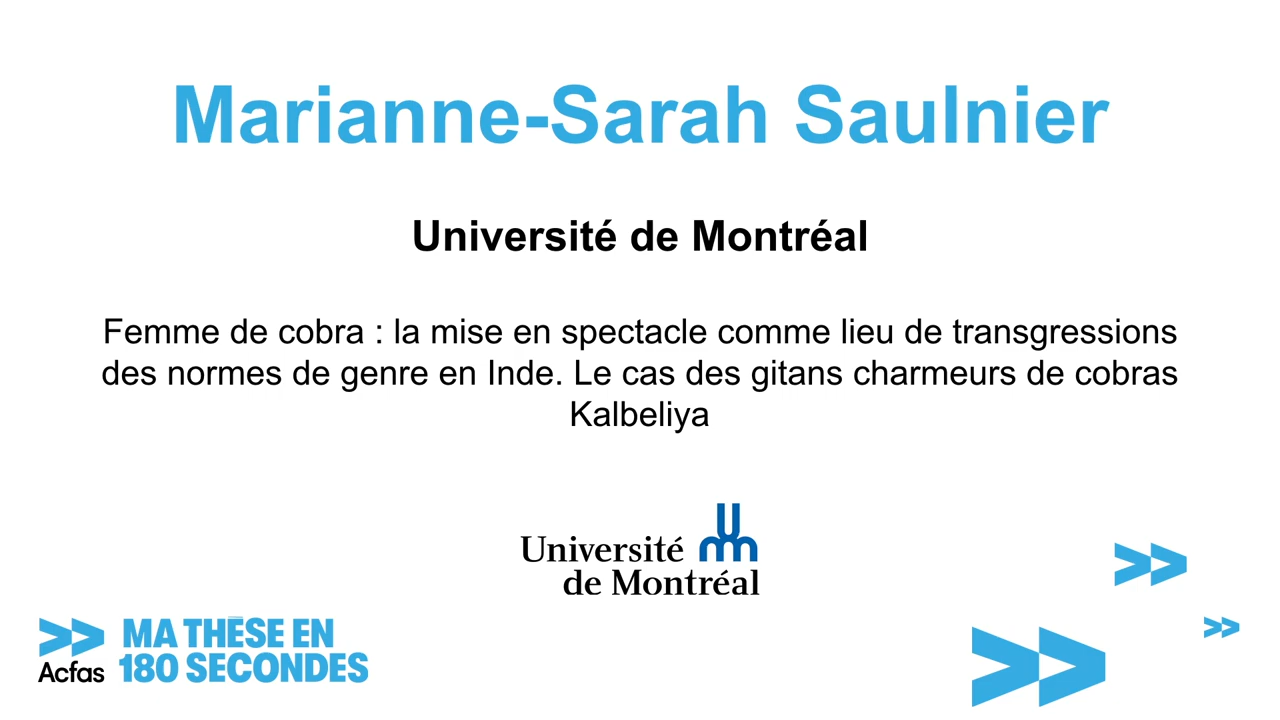 Marianne-Sarah Saulnier
Université de Montréal
Femme de cobra : la mise en spectacle comme lieu de transgressions
des normes de genre en Inde. Le cas des gitans charmeurs de cobras
Kalbeliya
Université
de Montréal
Acfas
MA THÈSE EN
180 SECONDES